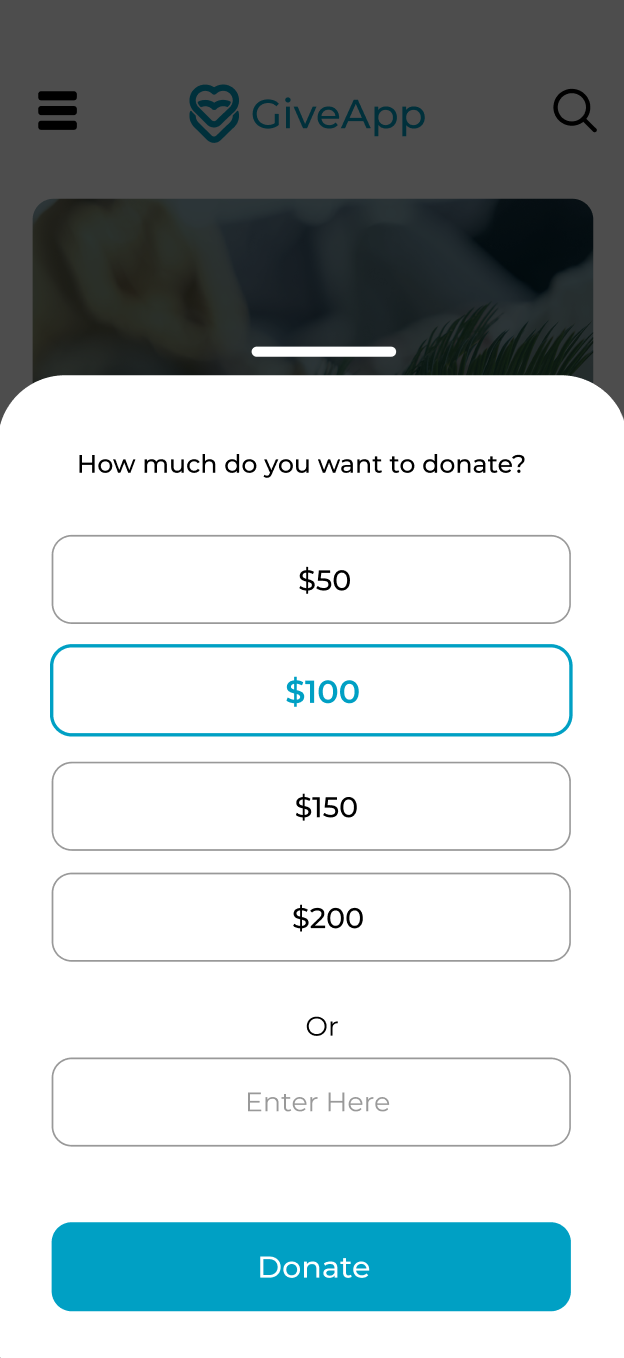 GiveApp
How much do you want to donate?
$50
$100
$150
$200
Or
Enter Here
Donate